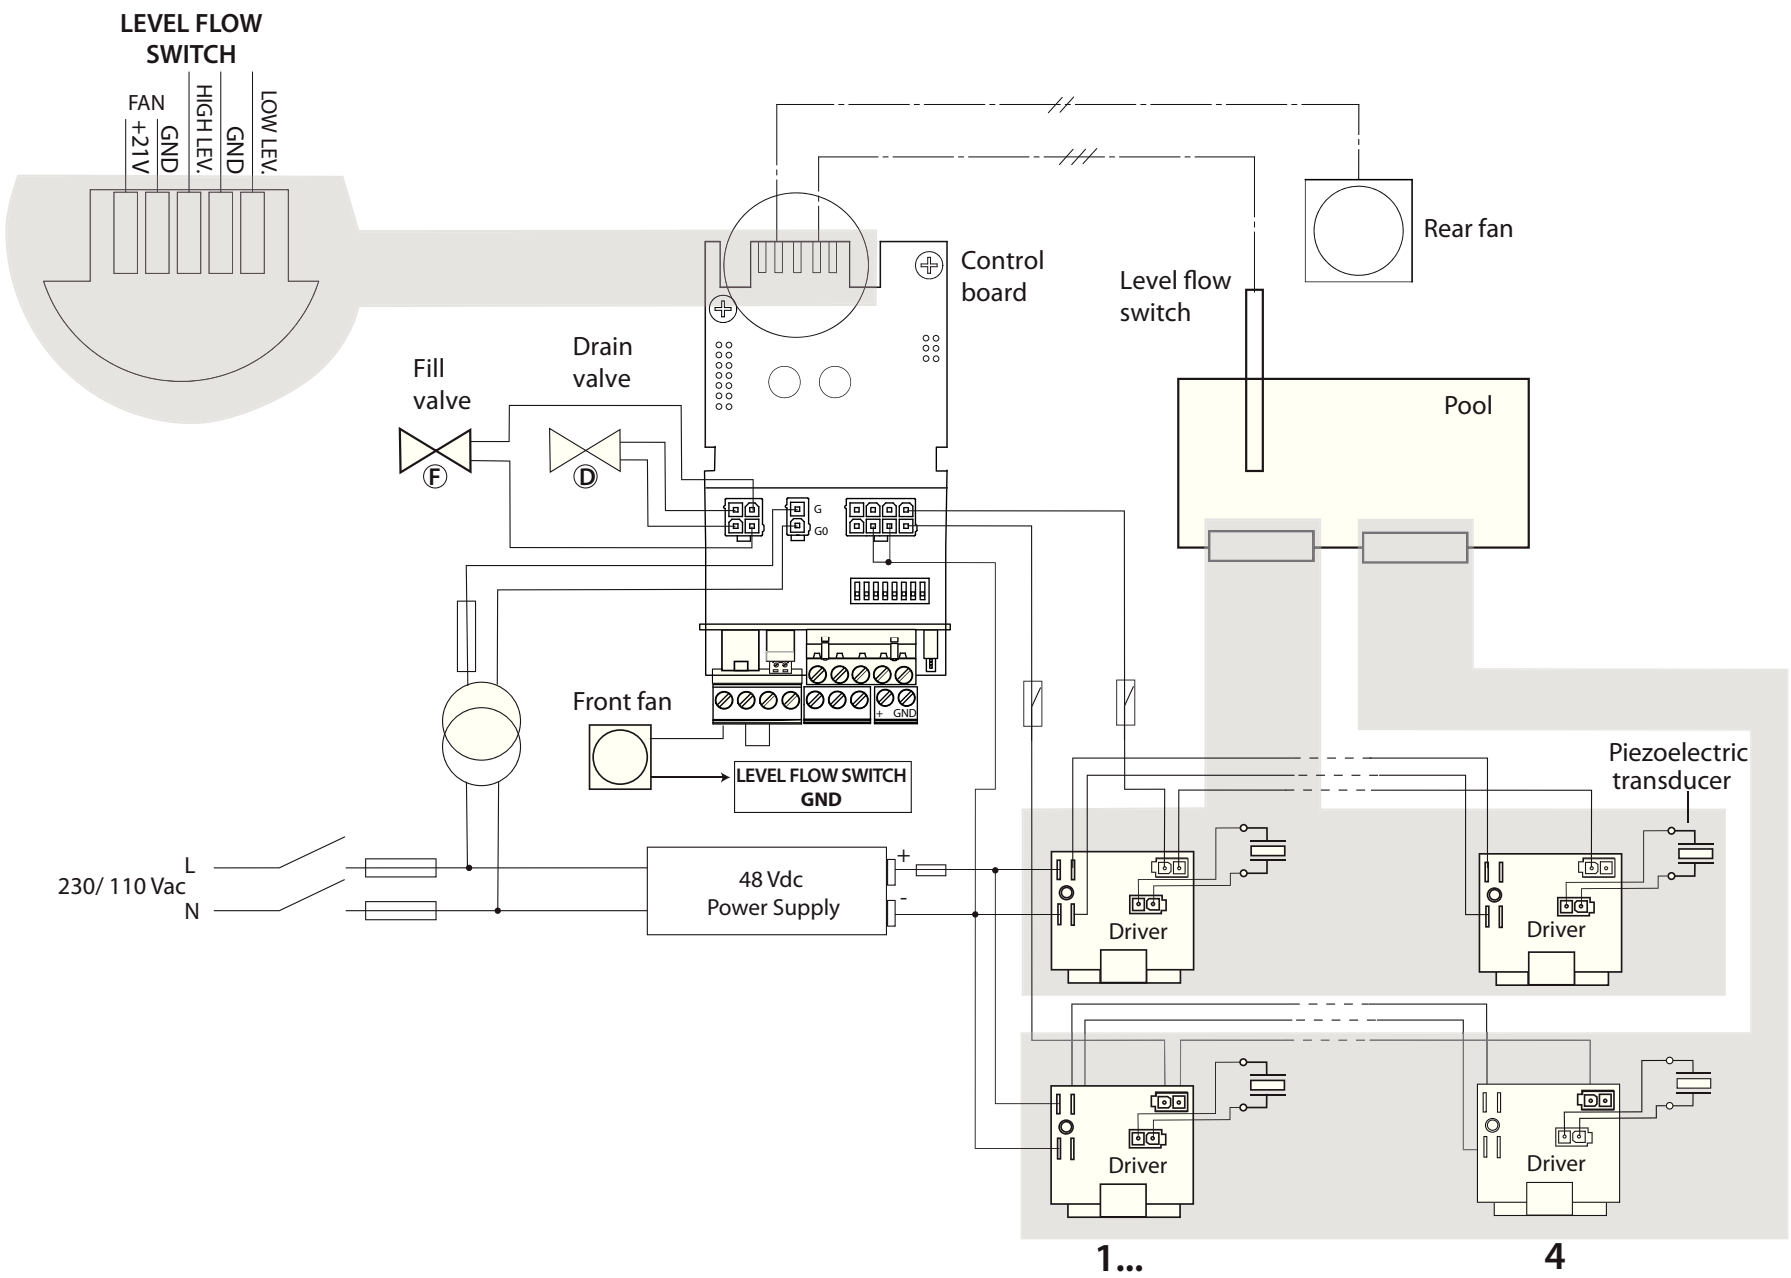 LEVEL FLOW
SWITCH
FAN
+21V
GND
HIGH LEV.
GND
LOW LEV.
Rear fan
Control
board
Level flow
switch
Pool
Fill
valve
Drain
valve
F
D
G
G0
+ GND
Front fan
LEVEL FLOW SWITCH
GND
Piezoelectric
transducer
L
230/ 110 Vac
N
48 Vdc
Power Supply
+
-
Driver
Driver
Driver
Driver
1...
4